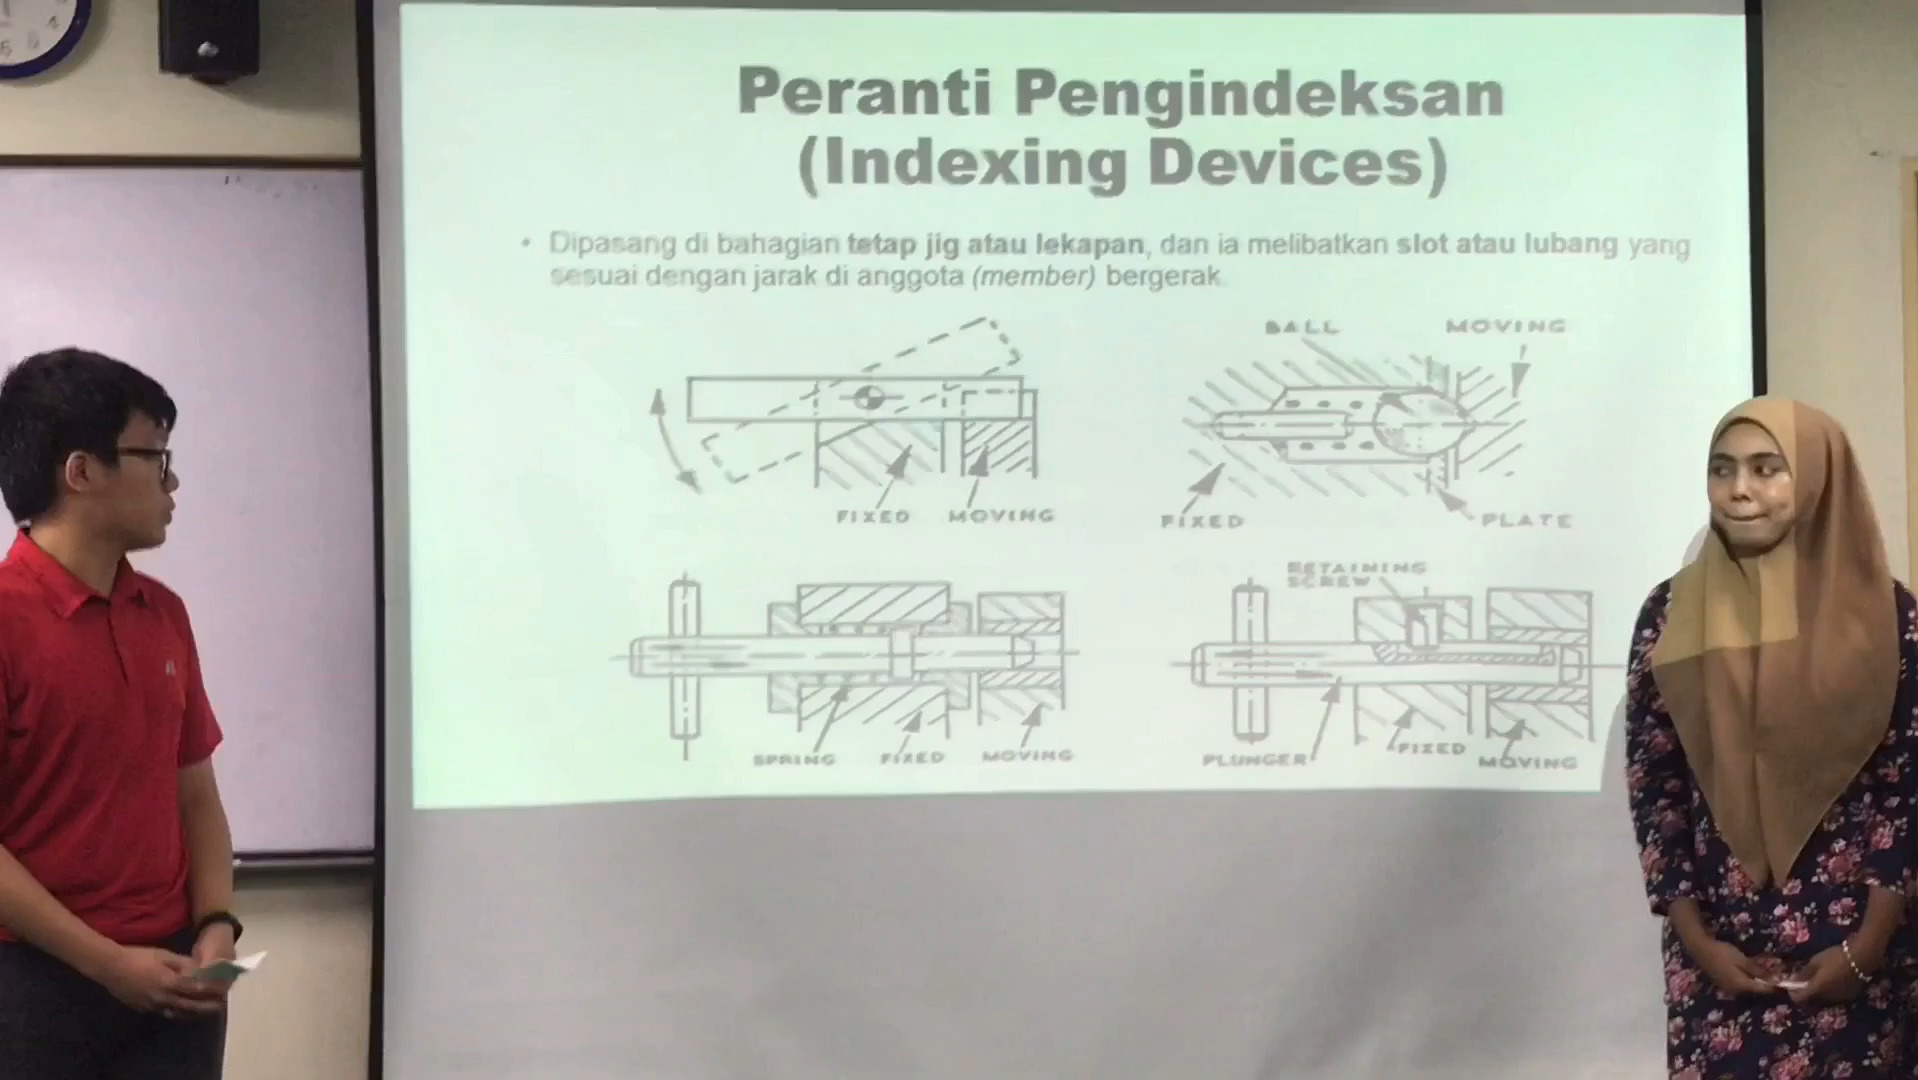 Peranti Pengindeksan
(Indexing Devices)
• Dipasang di bahagian tetap jig atau lekapan, dan ia melibatkan slot atau lubang yang
sesuai dengan jarak di anggota (member) bergerak.
FIXED MOVING
BALL MOVING
FIXED PLATE
SPRING FIXED MOVING
RETAINING
SCREW
PLUNGER FIXED MOVING